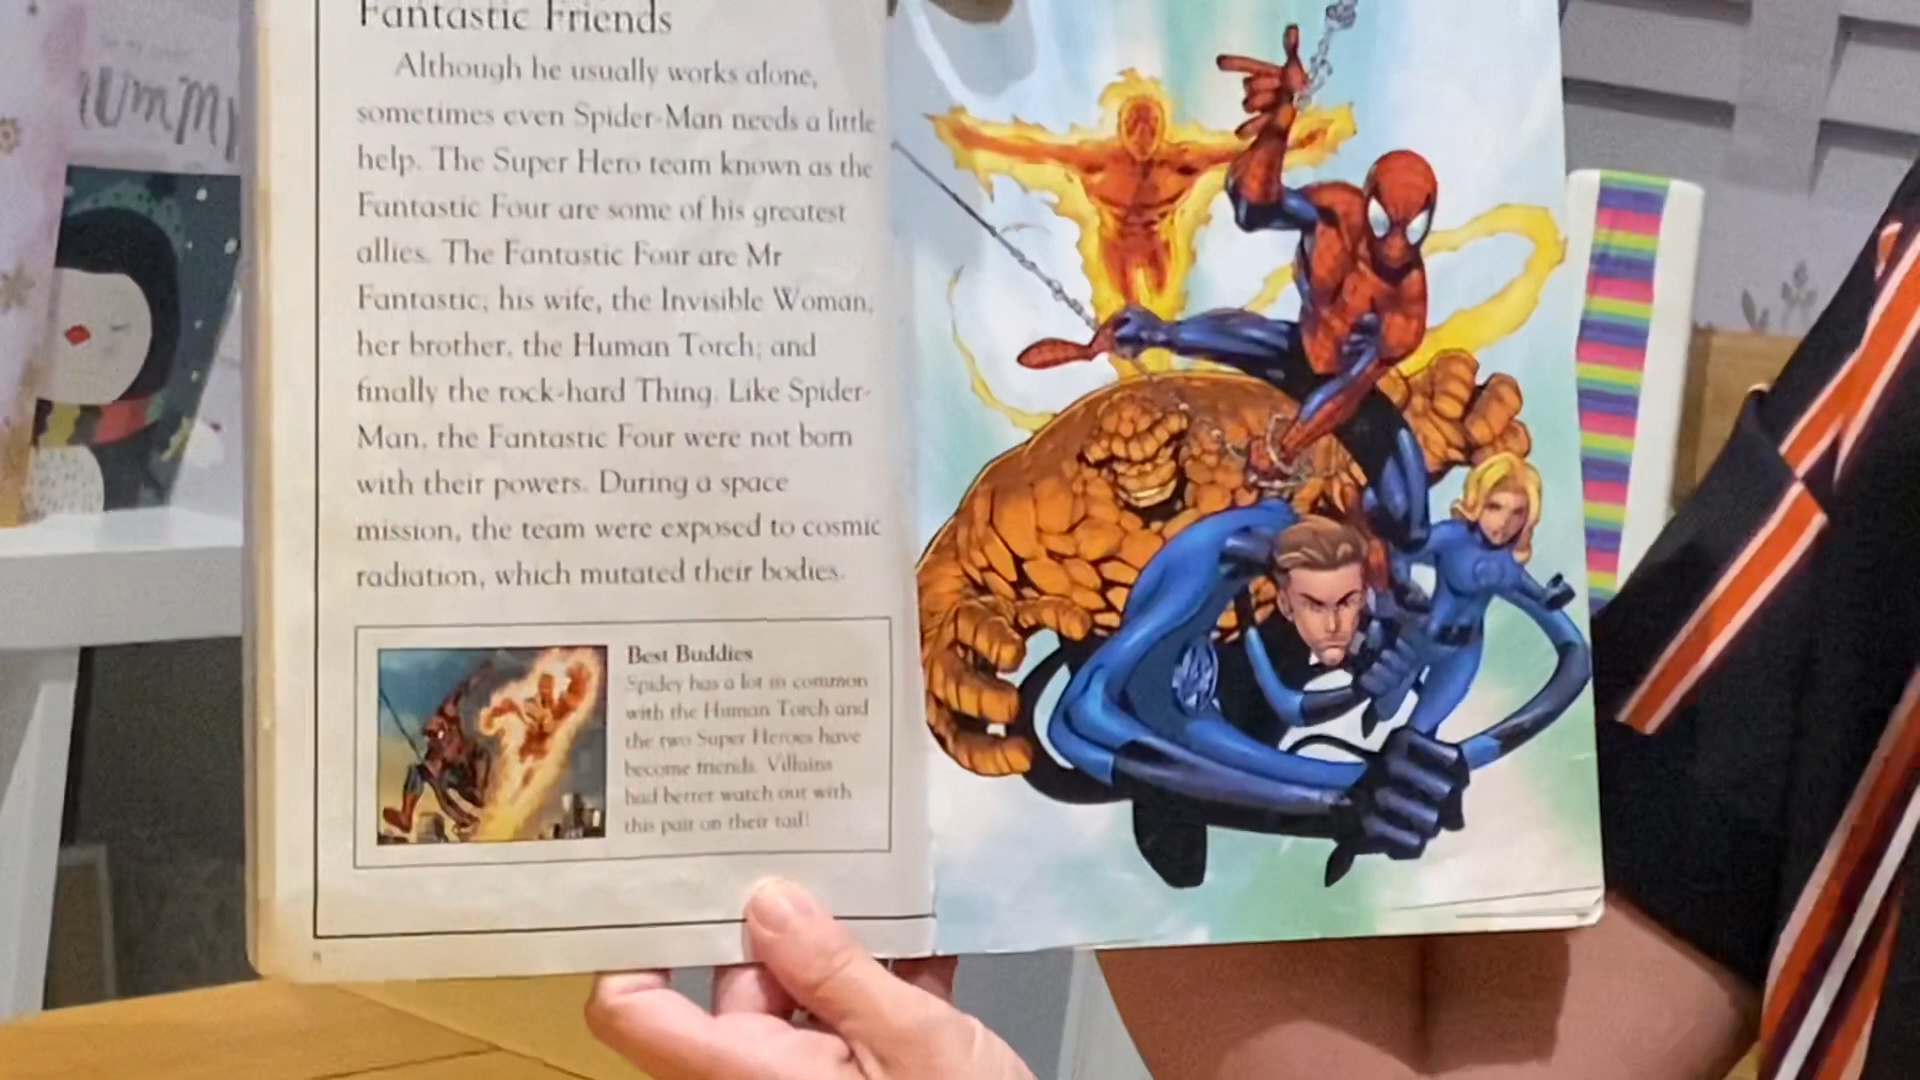 Fantastic Friends
Although he usually works alone,
sometimes even Spider-Man needs a little
help. The Super Hero team known as the
Fantastic Four are some of his greatest
allies. The Fantastic Four are Mr
Fantastic, his wife, the Invisible Woman,
her brother, the Human Torch; and
finally the rock-hard Thing. Like Spider-
Man, the Fantastic Four were not born
with their powers. During a space
mission, the team were exposed to cosmic
radiation, which mutated their bodies.
Best Buddies
Spidey has a lot in common
with the Human Torch and
the two Super Heroes have
become friends. Villains
had better watch out with
this pair on their tail!